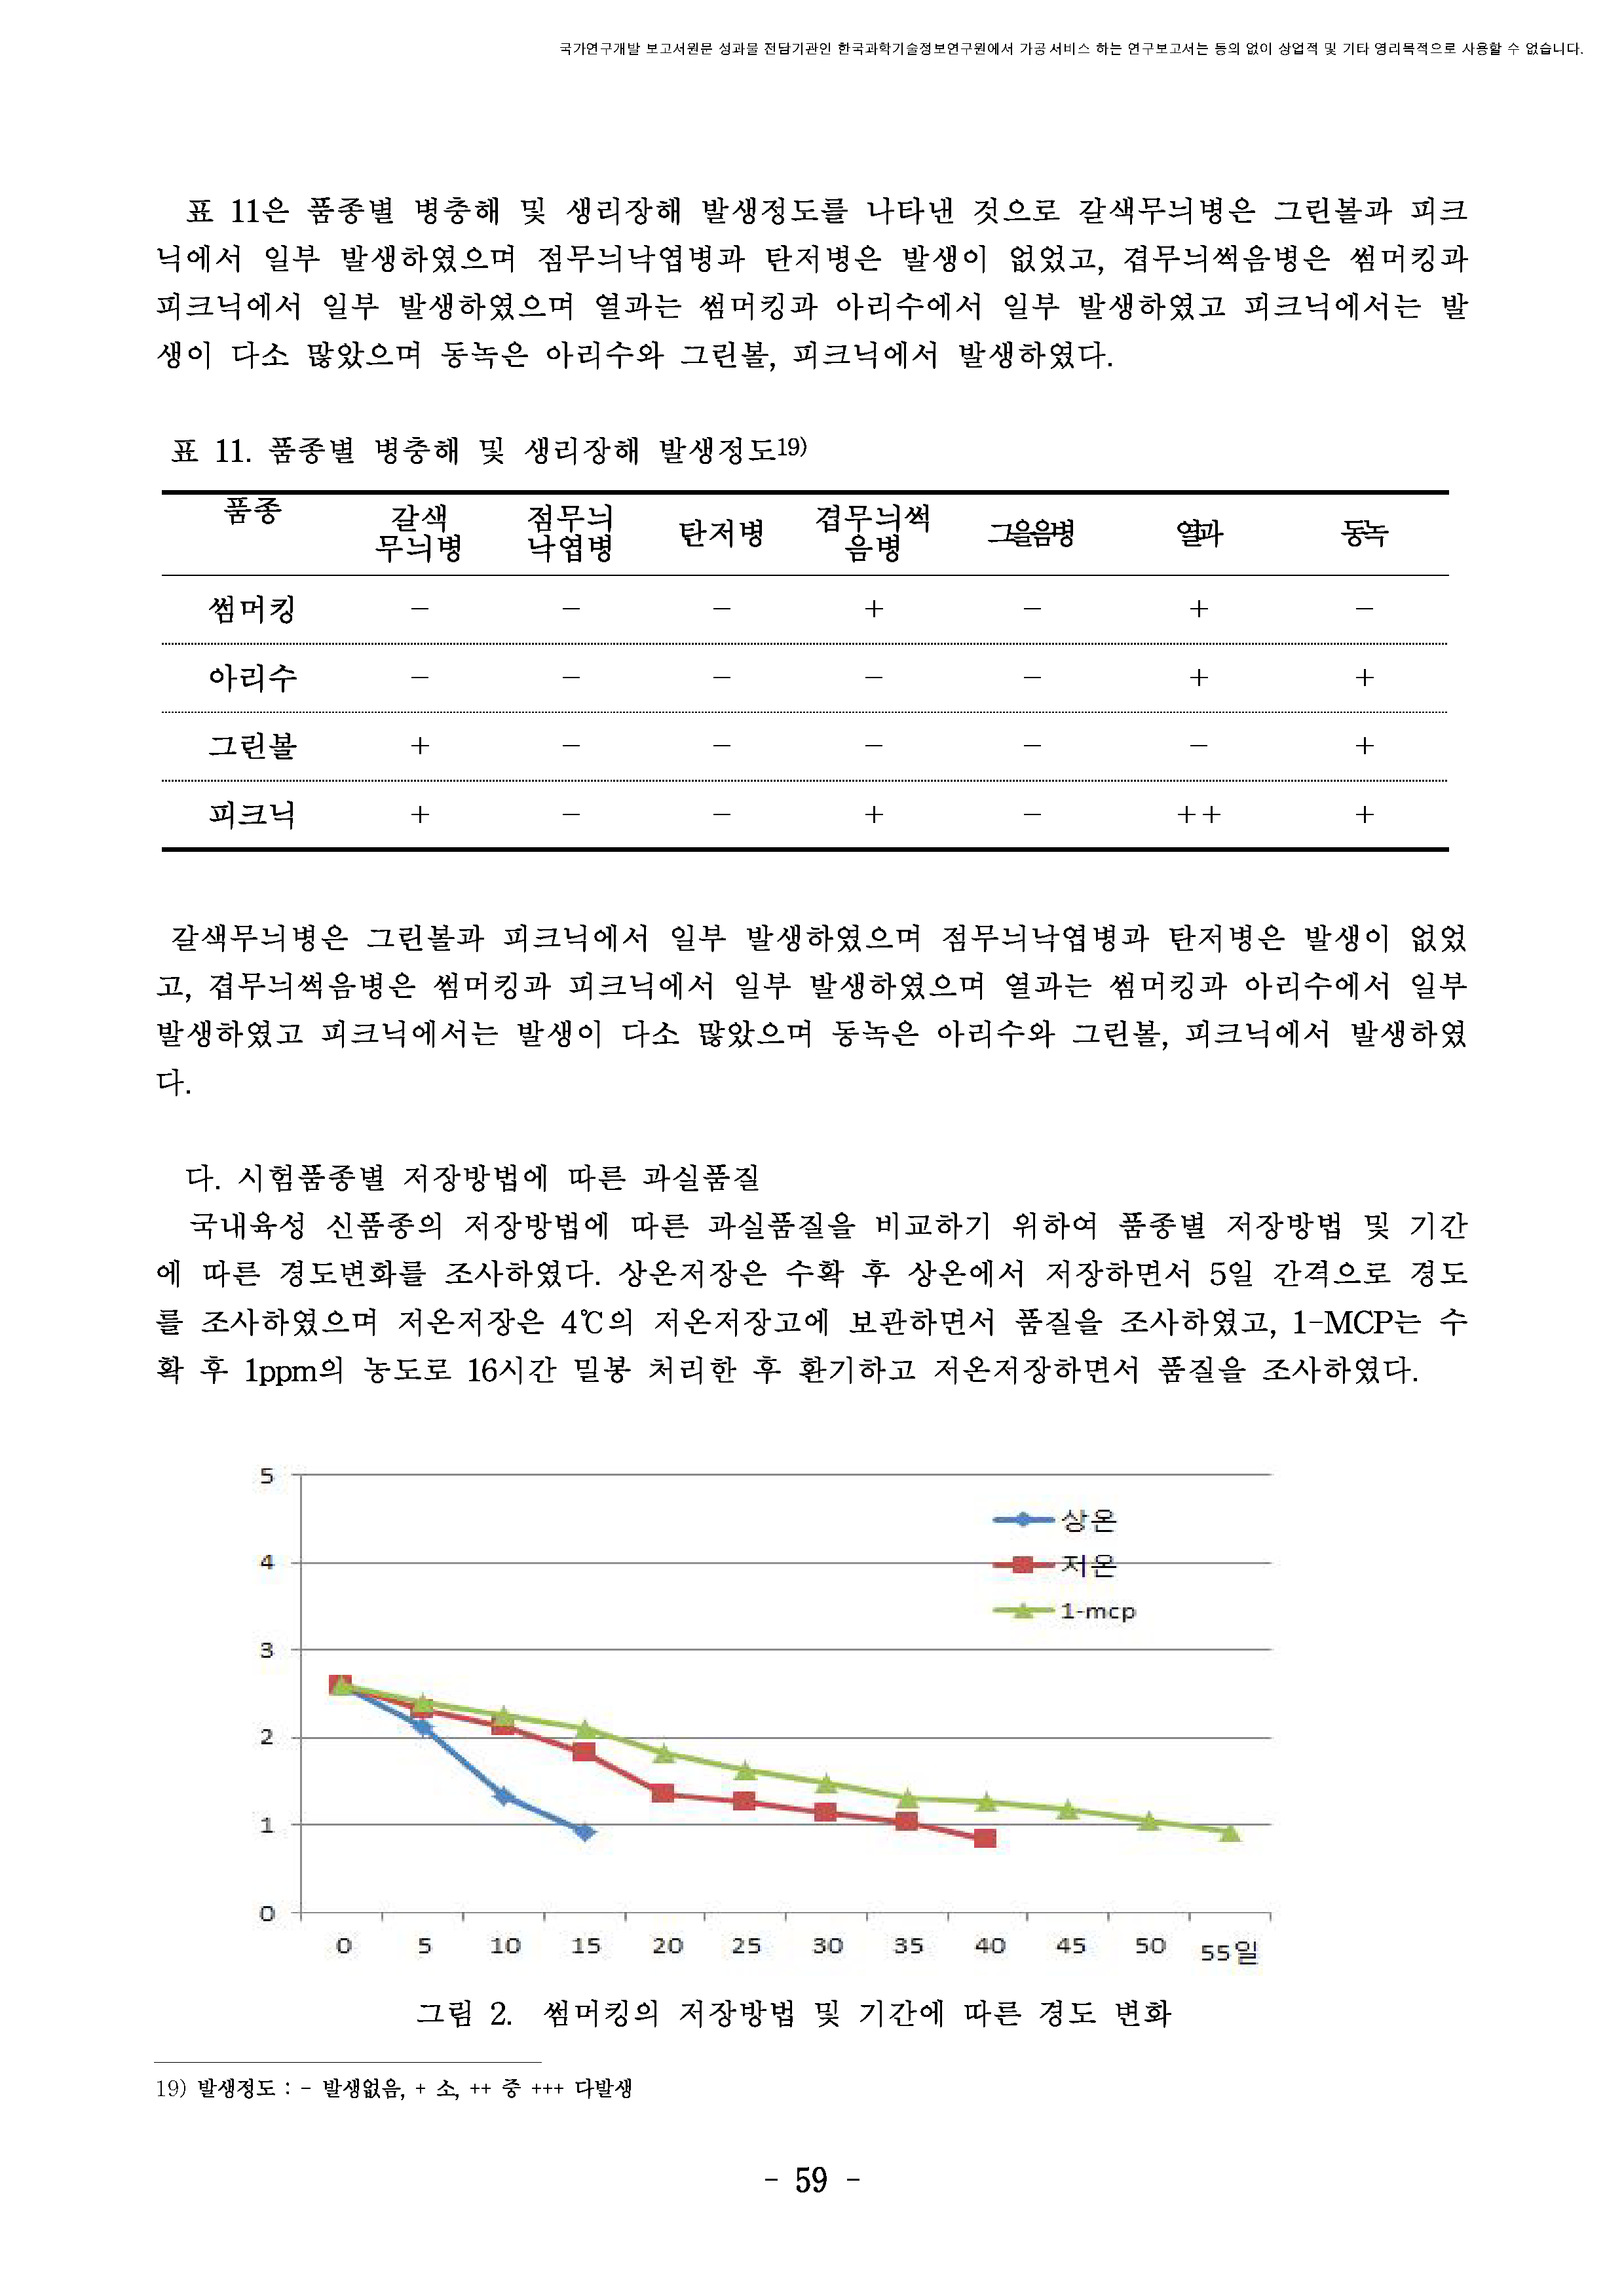 국가연구개발 보고서원문 성과물 전담기관인 한국과학기술정보연구원에서 가공·서비스 하는 연구보고서는 동의 없이 상업적 및 기타 영리목적으로 사용할 수 없습니다.
표 11은 품종별 병충해 및 생리장해 발생정도를 나타낸 것으로 갈색무늬병은 그린볼과 피크
닉에서 일부 발생하였으며 점무늬낙엽병과 탄저병은 발생이 없었고, 겹무늬썩음병은 썸머킹과
피크닉에서 일부 발생하였으며 열과는 썸머킹과 아리수에서 일부 발생하였고 피크닉에서는 발
생이 다소 많았으며 동녹은 아리수와 그린볼, 피크닉에서 발생하였다.
표 11. 품종별 병충해 및 생리장해 발생정도19)
품종 갈색무늬병 점무늬낙엽병 탄저병 겹무늬썩음병 그을음병 열과 동녹
썸머킹 − − − + − + −
아리수 − − − − − + +
그린볼 + − − − − − +
피크닉 + − − + − ++ +
갈색무늬병은 그린볼과 피크닉에서 일부 발생하였으며 점무늬낙엽병과 탄저병은 발생이 없었
고, 겹무늬썩음병은 썸머킹과 피크닉에서 일부 발생하였으며 열과는 썸머킹과 아리수에서 일부
발생하였고 피크닉에서는 발생이 다소 많았으며 동녹은 아리수와 그린볼, 피크닉에서 발생하였
다.
다. 시험품종별 저장방법에 따른 과실품질
국내육성 신품종의 저장방법에 따른 과실품질을 비교하기 위하여 품종별 저장방법 및 기간
에 따른 경도변화를 조사하였다. 상온저장은 수확 후 상온에서 저장하면서 5일 간격으로 경도
를 조사하였으며 저온저장은 4℃의 저온저장고에 보관하면서 품질을 조사하였고, 1-MCP는 수
확 후 1ppm의 농도로 16시간 밀봉 처리한 후 환기하고 저온저장하면서 품질을 조사하였다.
5
상온
4
저온
1-mcp
3
2
1
0
0 5 10 15 20 25 30 35 40 45 50 55일
그림 2. 썸머킹의 저장방법 및 기간에 따른 경도 변화
19) 발생정도 : - 발생없음, + 소, ++ 중 +++ 다발생
- 59 -